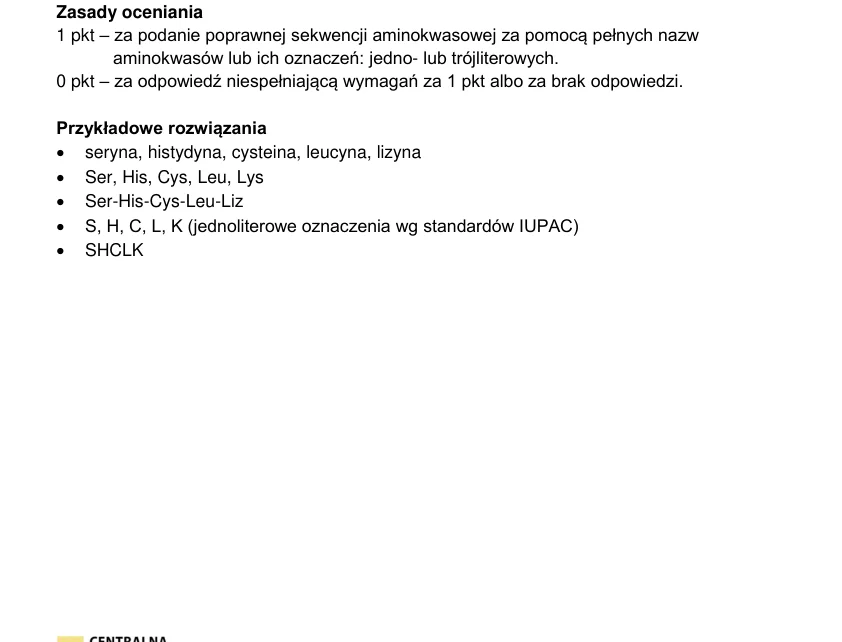 Zasady oceniania
1 pkt – za podanie poprawnej sekwencji aminokwasowej za pomocą pełnych nazw
aminokwasów lub ich oznaczeń: jedno- lub trójliterowych.
0 pkt – za odpowiedź niespełniającą wymagań za 1 pkt albo za brak odpowiedzi.
Przykładowe rozwiązania
• seryna, histydyna, cysteina, leucyna, lizyna
• Ser, His, Cys, Leu, Lys
• Ser-His-Cys-Leu-Liz
• S, H, C, L, K (jednoliterowe oznaczenia wg standardów IUPAC)
• SHCLK
CENTRALNA